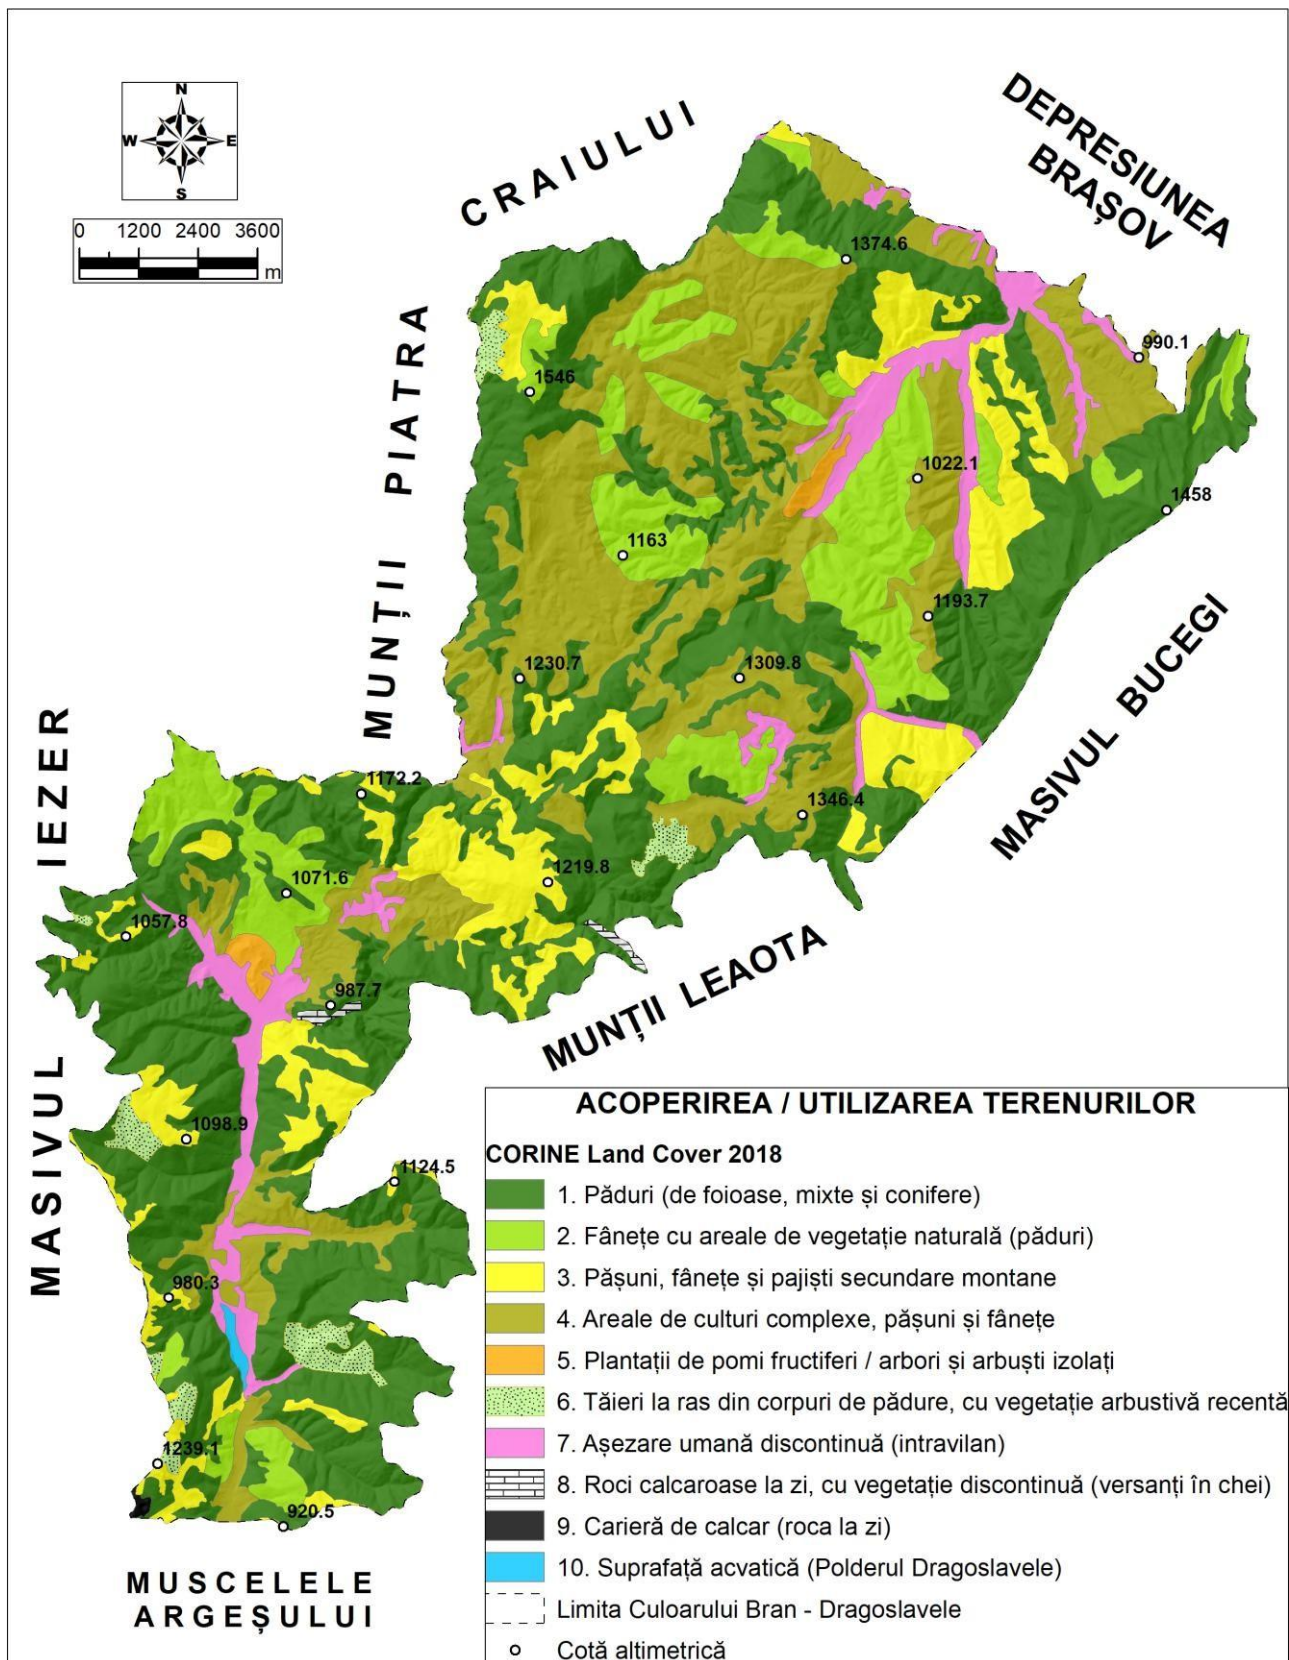 N
W E
S
0 1200 2400 3600
m
CRAIULUI
DEPRESIUNEA
BRAȘOV
MUNȚII PIATRA
MASIVUL IEZER
MASIVUL BUCEGI
MUNȚII LEAOTA
MUSCELELE
ARGEȘULUI
1374.6
990.1
1546
1022.1
1458
1163
1193.7
1230.7
1309.8
1172.2
1346.4
1219.8
1071.6
1057.8
987.7
1098.9
1124.5
980.3
1239.1
920.5
ACOPERIREA / UTILIZAREA TERENURILOR
CORINE Land Cover 2018
1. Păduri (de foioase, mixte și conifere)
2. Fânețe cu areale de vegetație naturală (păduri)
3. Pășuni, fânețe și pajiști secundare montane
4. Areale de culturi complexe, pășuni și fânețe
5. Plantații de pomi fructiferi / arbori și arbuști izolați
6. Tăieri la ras din corpuri de pădure, cu vegetație arbustivă recentă
7. Așezare umană discontinuă (intravilan)
8. Roci calcaroase la zi, cu vegetație discontinuă (versanți în chei)
9. Carieră de calcar (roca la zi)
10. Suprafață acvatică (Polderul Dragoslavele)
Limita Culoarului Bran - Dragoslavele
Cotă altimetrică